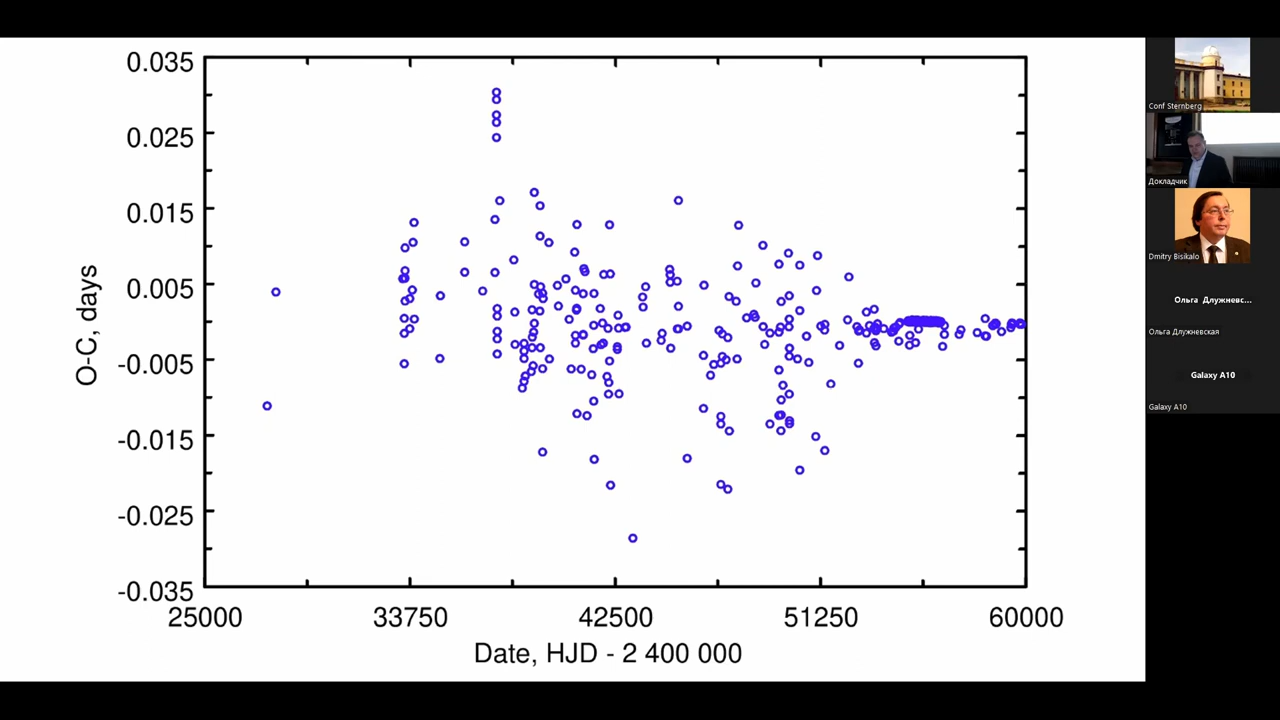 0.035
0.025
0.015
0.005
-0.005
-0.015
-0.025
-0.035
O-C, days
25000 33750 42500 51250 60000
Date, HJD - 2 400 000
Conf Sternberg
Докладчик
Dmitry Bisikalo
Ольга Длужневс...
Ольга Длужневская
Galaxy A10
Galaxy A10